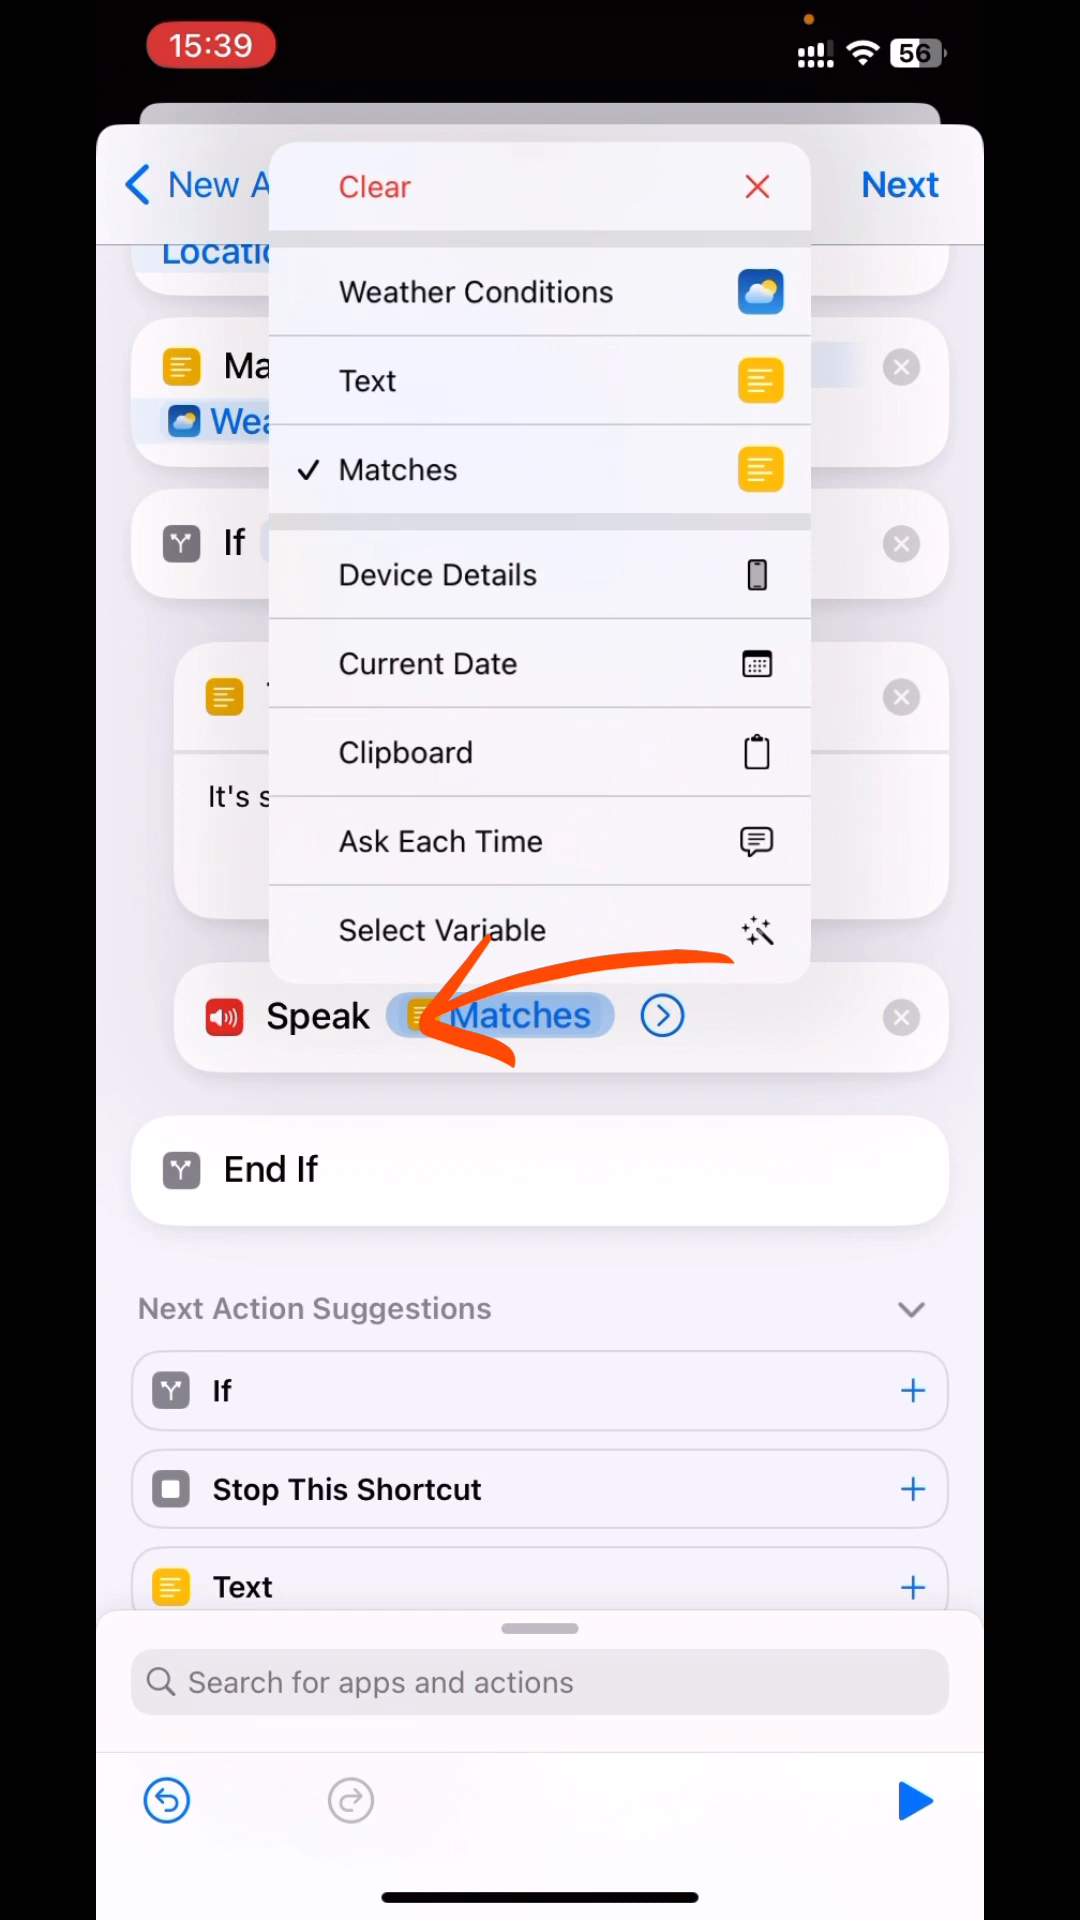 15:39
56
New A
Clear
Next
Locatio
Weather Conditions
Ma
Text
Wea
Matches
If
Device Details
Current Date
Clipboard
It's s
Ask Each Time
Select Variable
Speak Matches
End If
Next Action Suggestions
If
Stop This Shortcut
Text
Search for apps and actions